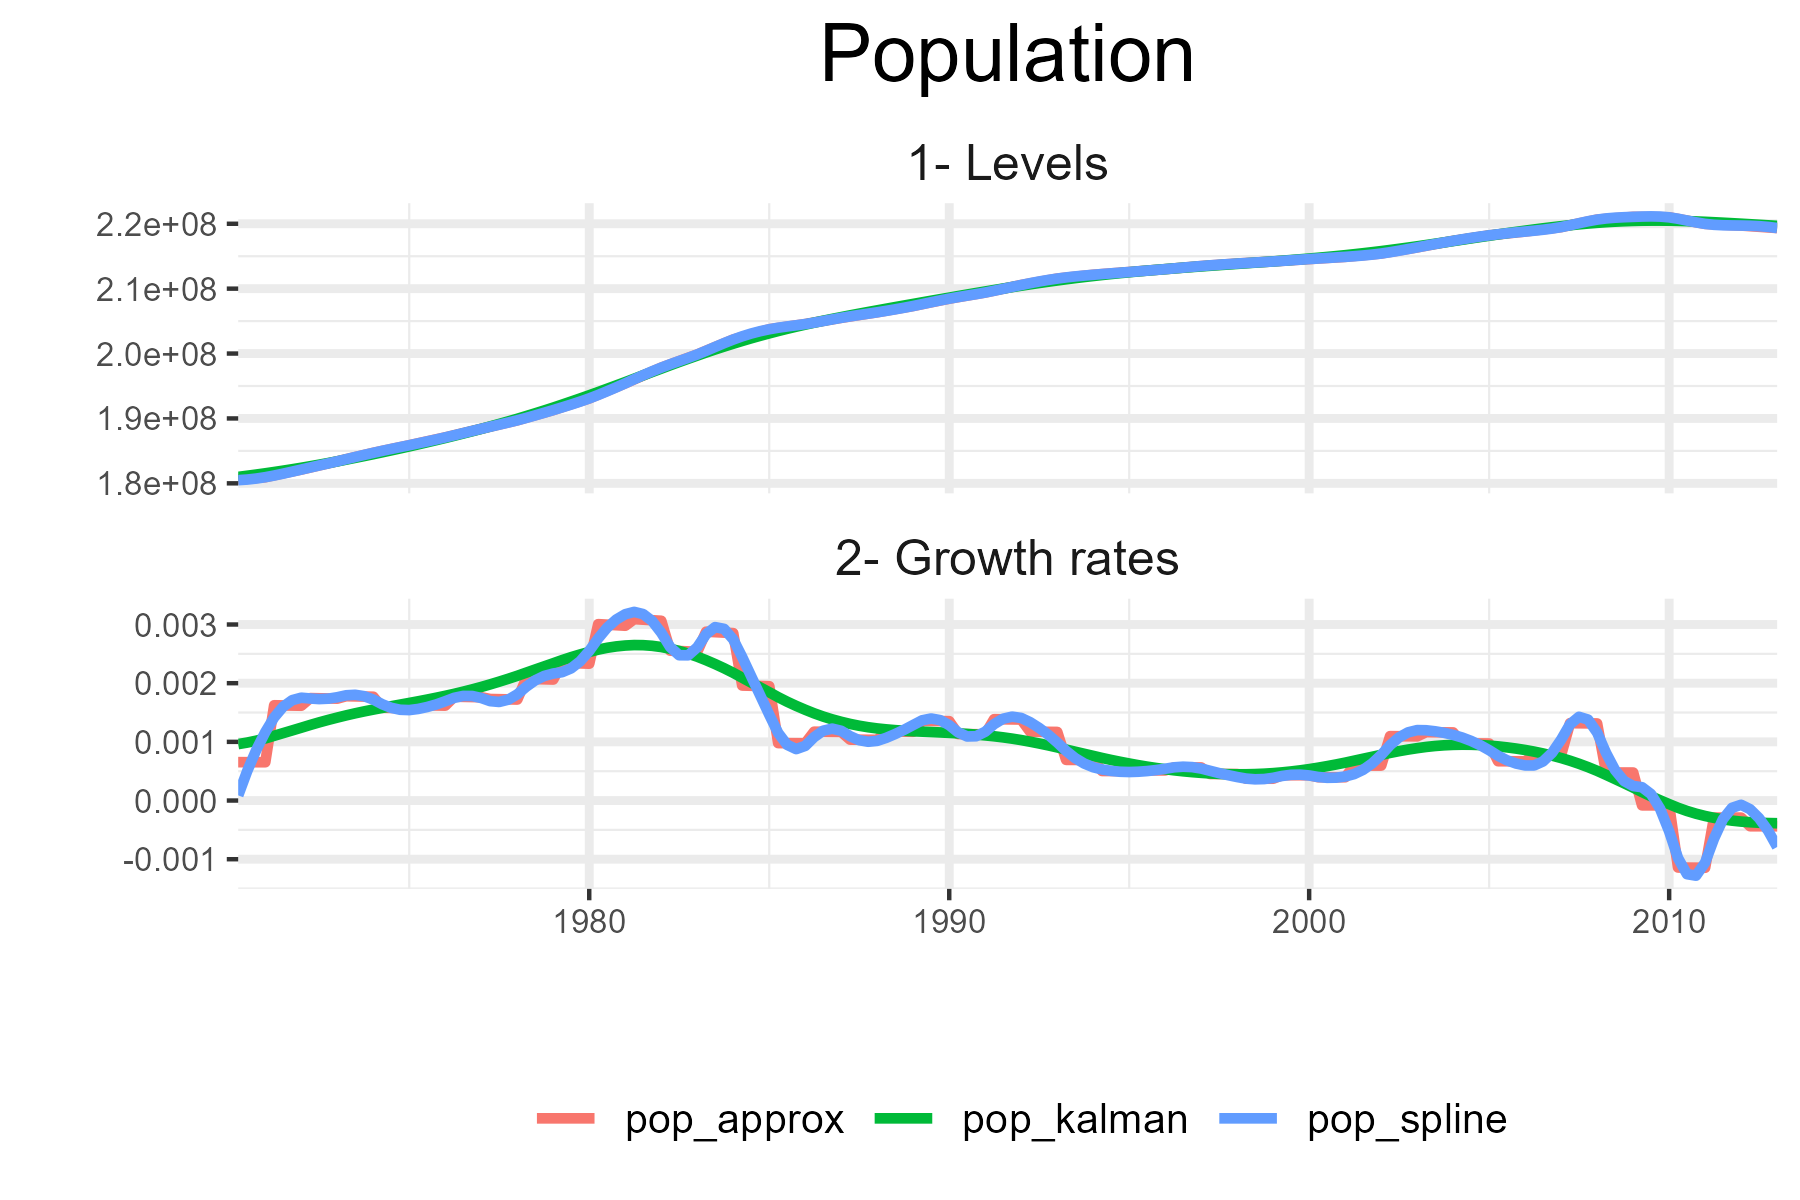 Population
1- Levels
2.2e+08
2.1e+08
2.0e+08
1.9e+08
1.8e+08
2- Growth rates
0.003
0.002
0.001
0.000
-0.001
1980 1990 2000 2010
pop_approx pop_kalman pop_spline